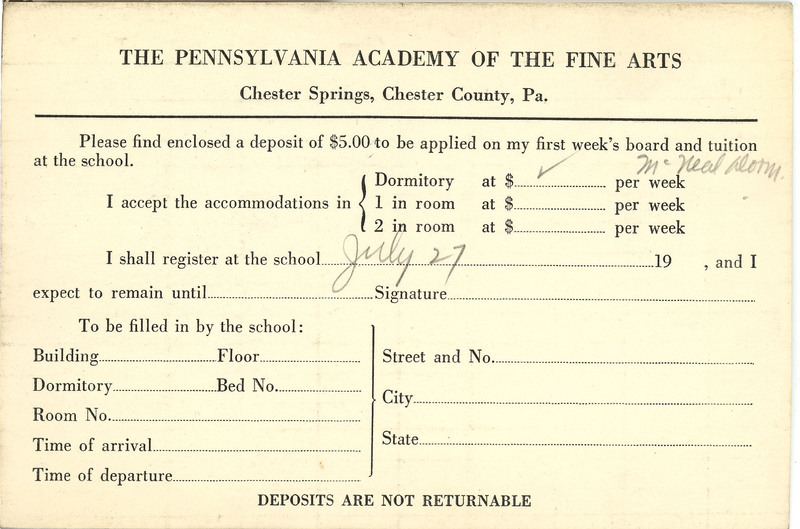 THE PENNSYLVANIA ACADEMY OF THE FINE ARTS
Chester Springs, Chester County, Pa.
Please find enclosed a deposit of $5.00 to be applied on my first week's board and tuition
at the school.
McNeal Dorm.
I accept the accommodations in { Dormitory at $ ✓ per week
1 in room at $ per week
2 in room at $ per week
I shall register at the school July 27 19 , and I
expect to remain until Signature
To be filled in by the school:
Building Floor
Dormitory Bed No.
Room No.
Time of arrival
Time of departure
Street and No.
City
State
DEPOSITS ARE NOT RETURNABLE